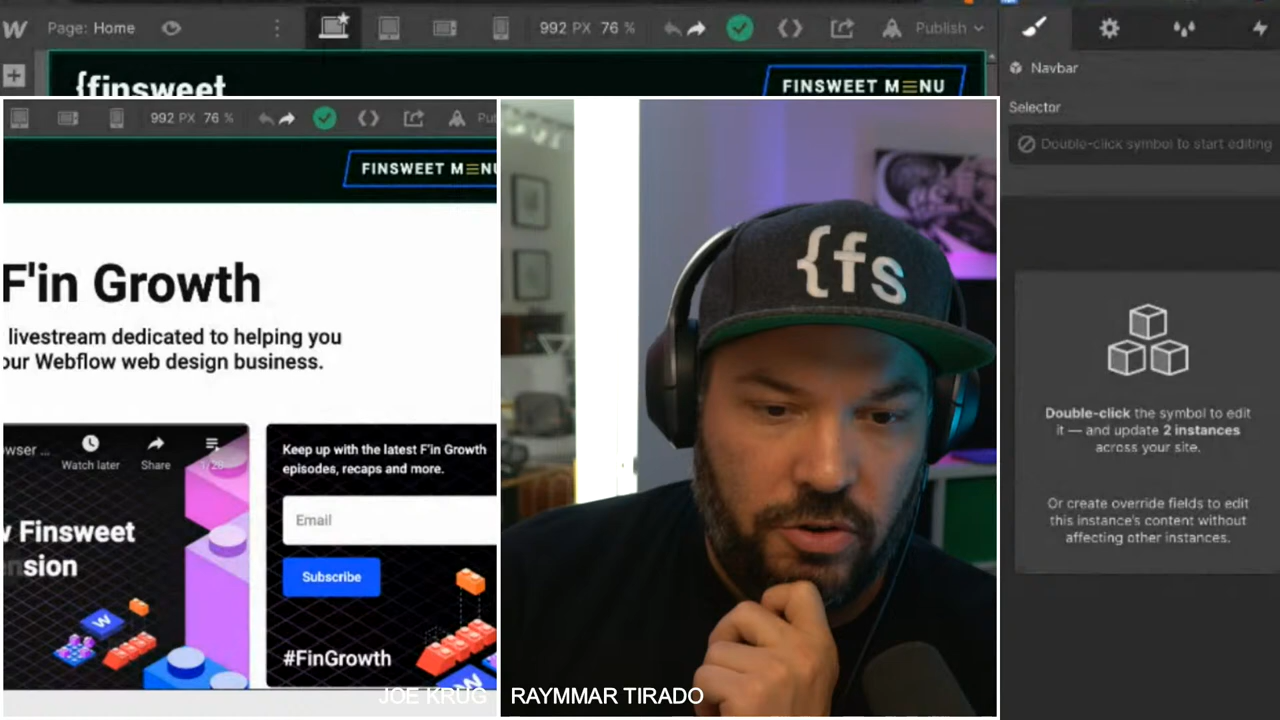 Page: Home
992 PX 76 %
Publish
Navbar
{finsweet
FINSWEET MENU
Selector
Double-click symbol to start editing
992 PX 76 %
FINSWEET MENU
F'in Growth
livestream dedicated to helping you
our Webflow web design business.
owser ...
Watch later
Share
1/28
Keep up with the latest F'in Growth
episodes, recaps and more.
Email
Subscribe
#FinGrowth
w Finsweet
ension
W
W
{fs
Double-click the symbol to edit
it — and update 2 instances
across your site.
Or create override fields to edit
this instance's content without
affecting other instances.
JOE KRUG
RAYMMAR TIRADO